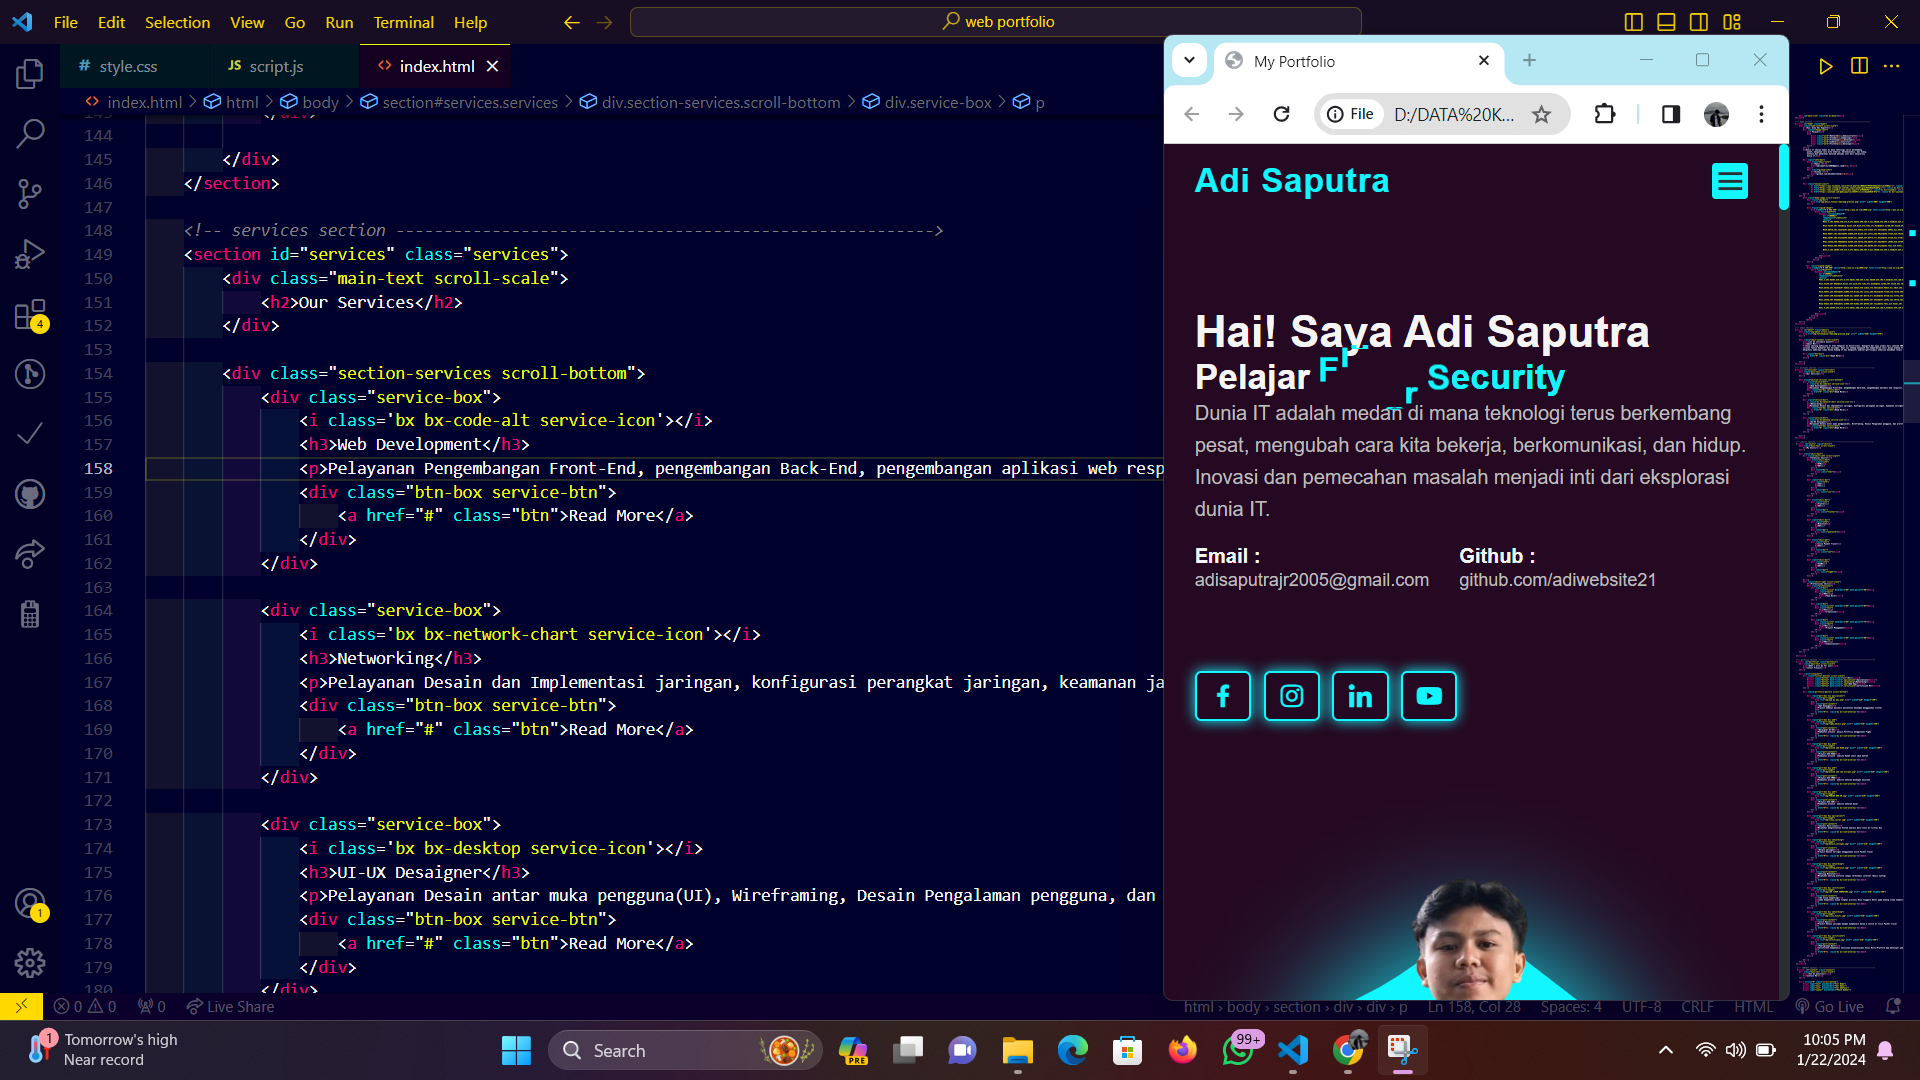 File Edit Selection View Go Run Terminal Help
web portfolio
# style.css
JS script.js
<> index.html
<> index.html > html > body > section#services.services > div.section-services.scroll-bottom > div.service-box > p
144
145 </div>
146 </section>
147
148 <!-- services section -------------------------------------------------------->
149 <section id="services" class="services">
150 <div class="main-text scroll-scale">
151 <h2>Our Services</h2>
152 </div>
153
154 <div class="section-services scroll-bottom">
155 <div class="service-box">
156 <i class='bx bx-code-alt service-icon'></i>
157 <h3>Web Development</h3>
158 <p>Pelayanan Pengembangan Front-End, pengembangan Back-End, pengembangan aplikasi web resp
159 <div class="btn-box service-btn">
160 <a href="#" class="btn">Read More</a>
161 </div>
162 </div>
163
164 <div class="service-box">
165 <i class='bx bx-network-chart service-icon'></i>
166 <h3>Networking</h3>
167 <p>Pelayanan Desain dan Implementasi jaringan, konfigurasi perangkat jaringan, keamanan ja
168 <div class="btn-box service-btn">
169 <a href="#" class="btn">Read More</a>
170 </div>
171 </div>
172
173 <div class="service-box">
174 <i class='bx bx-desktop service-icon'></i>
175 <h3>UI-UX Desaigner</h3>
176 <p>Pelayanan Desain antar muka pengguna(UI), Wireframing, Desain Pengalaman pengguna, dan
177 <div class="btn-box service-btn">
178 <a href="#" class="btn">Read More</a>
179 </div>
180 </div>
4
1
My Portfolio
File D:/DATA%20K...
Adi Saputra
Hai! Saya Adi Saputra
Pelajar Security
Dunia IT adalah medan di mana teknologi terus berkembang
pesat, mengubah cara kita bekerja, berkomunikasi, dan hidup.
Inovasi dan pemecahan masalah menjadi inti dari eksplorasi
dunia IT.
Email :
adisaputrajr2005@gmail.com
Github :
github.com/adiwebsite21
0 0 0 Live Share
html > body > section > div > div > p Ln 158, Col 28 Spaces: 4 UTF-8 CRLF HTML Go Live
1
Tomorrow's high
Near record
Search
PRE
99+
10:05 PM
1/22/2024